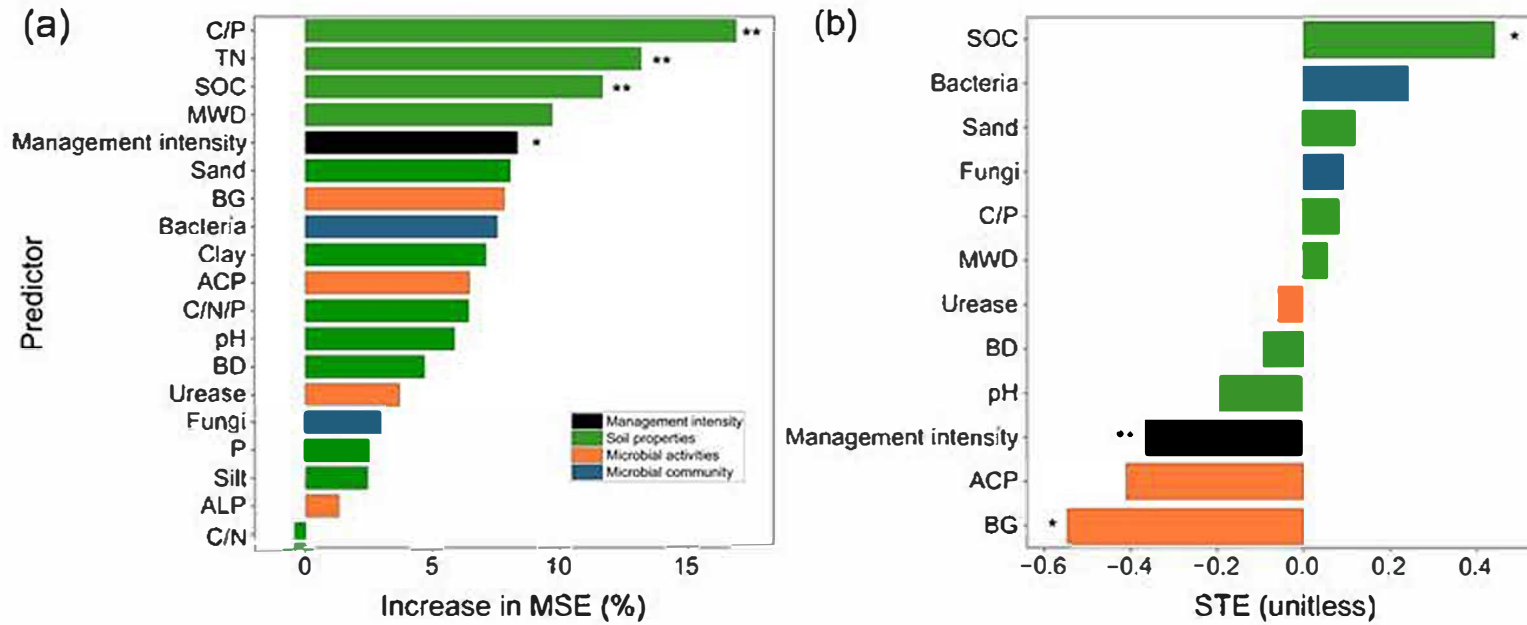 (a)
C/P
**
TN
**
SOC
**
MWD
Management intensity
*
Sand
BG
Bacteria
Clay
ACP
C/N/P
pH
BD
Urease
Fungi
P
Silt
ALP
C/N
Predictor
Management intensity
Soil properties
Microbial activities
Microbial community
0
5
10
15
Increase in MSE (%)
(b)
SOC
*
Bacteria
Sand
Fungi
C/P
MWD
Urease
BD
pH
Management intensity
**
ACP
BG
*
−0.6
−0.4
−0.2
0.0
0.2
0.4
STE (unitless)